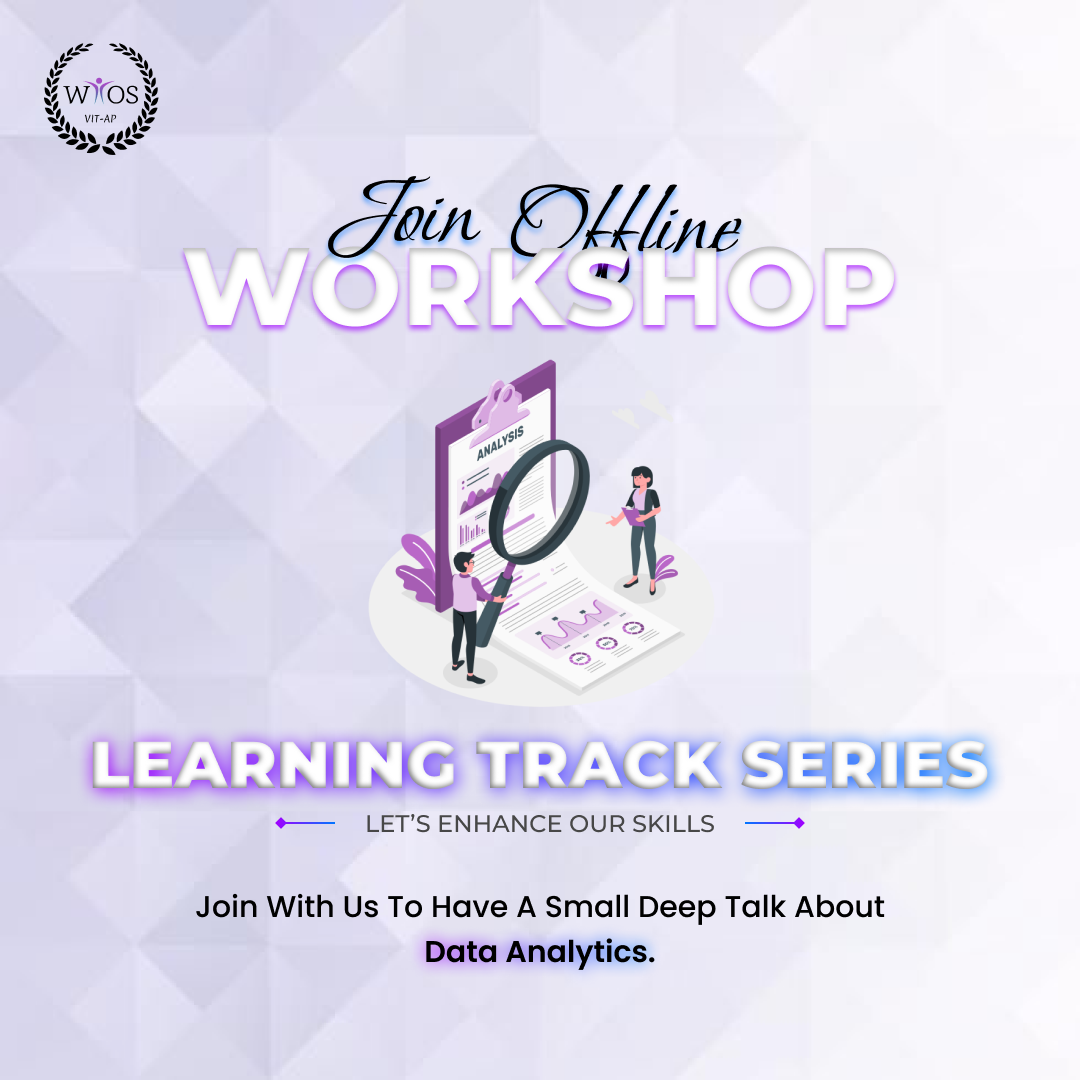 WIOS
VIT-AP
Join Offline
WORKSHOP
ANALYSIS
LEARNING TRACK SERIES
LET'S ENHANCE OUR SKILLS
Join With Us To Have A Small Deep Talk About
Data Analytics.